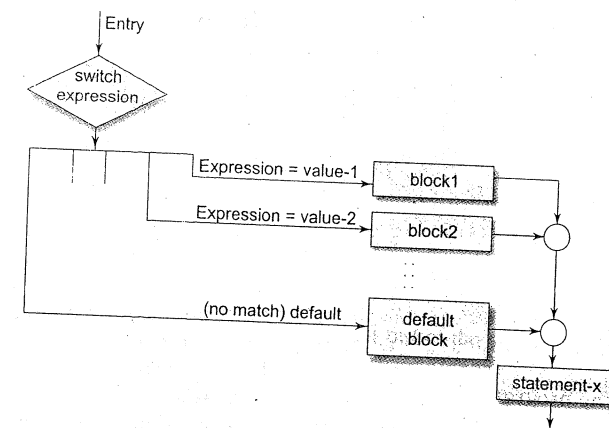 Entry
switch
expression
Expression = value-1
block1
Expression = value-2
block2
(no match) default
default
block
statement-x